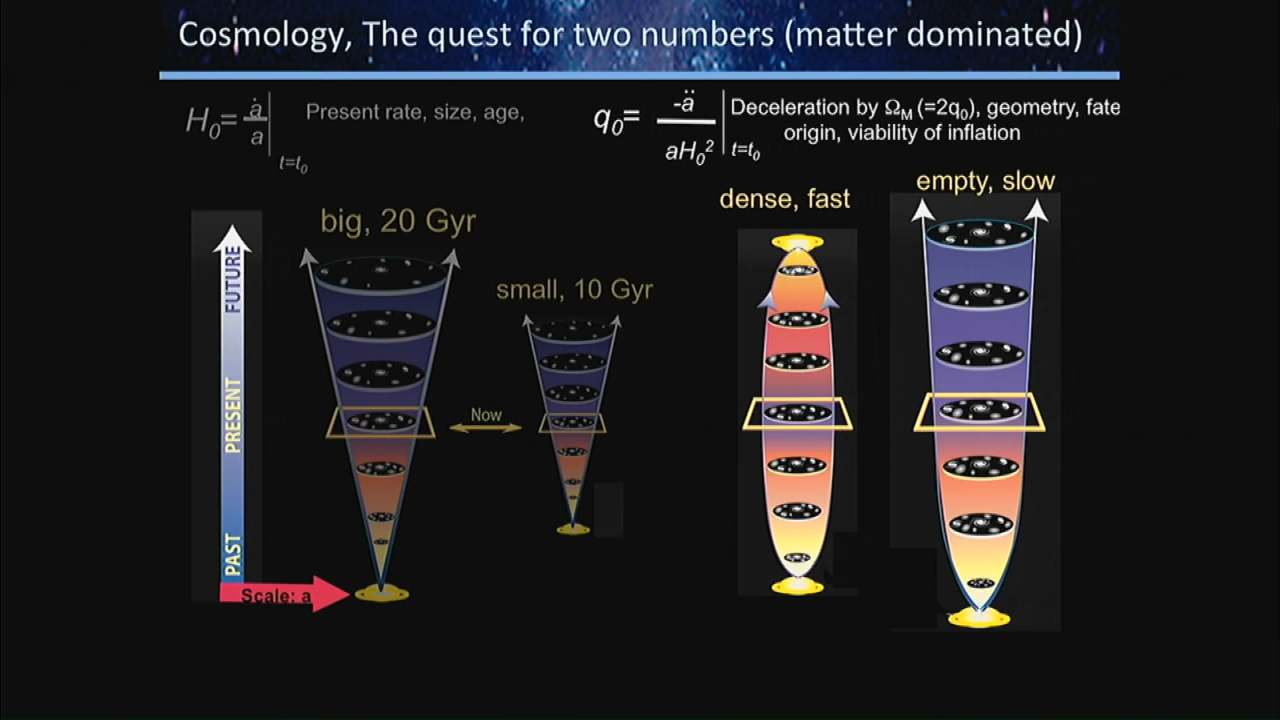 Cosmology, The quest for two numbers (matter dominated)
H₀= ȧ/a | t=t₀
Present rate, size, age,
q₀= -ä/aH₀² | t=t₀
Deceleration by Ω_M (=2q₀), geometry, fate
origin, viability of inflation
big, 20 Gyr
small, 10 Gyr
dense, fast
empty, slow
FUTURE
PRESENT
PAST
Now
Scale: a